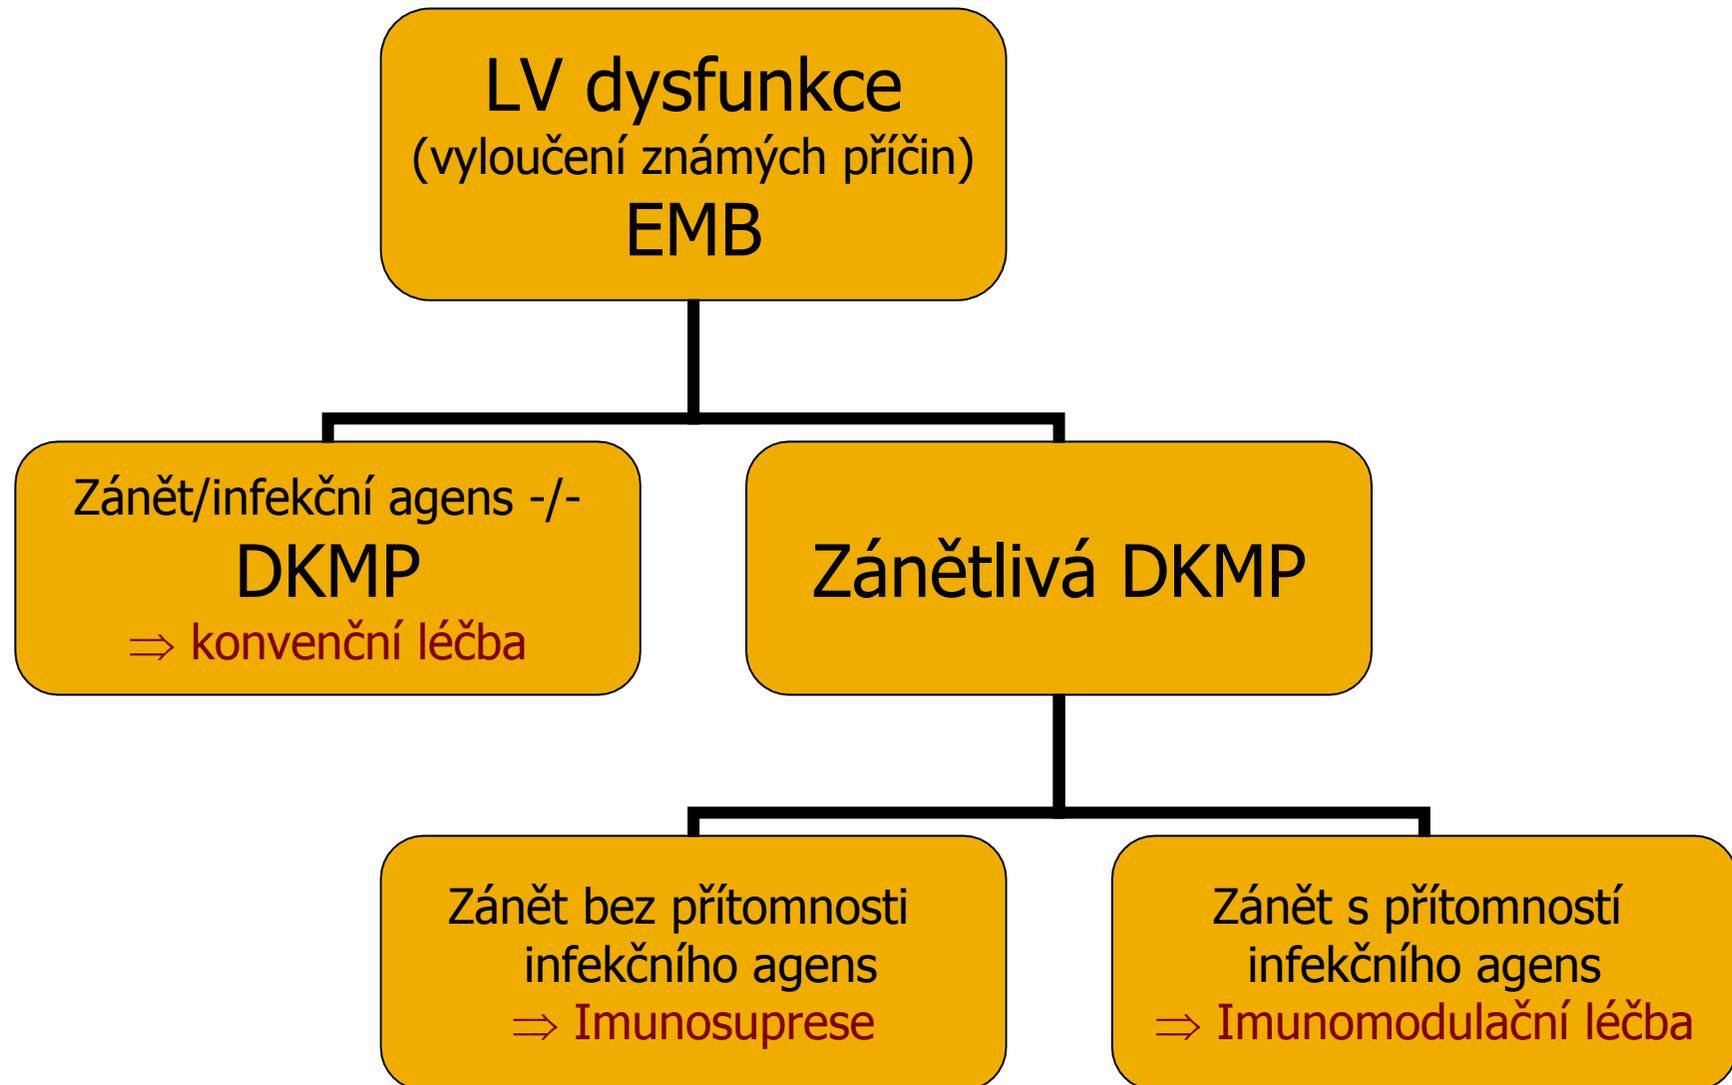 LV dysfunkce
(vyloučení známých příčin)
EMB
Zánět/infekční agens -/-
DKMP
⇒ konvenční léčba
Zánětlivá DKMP
Zánět bez přítomnosti
infekčního agens
⇒ Imunosuprese
Zánět s přítomností
infekčního agens
⇒ Imunomodulační léčba